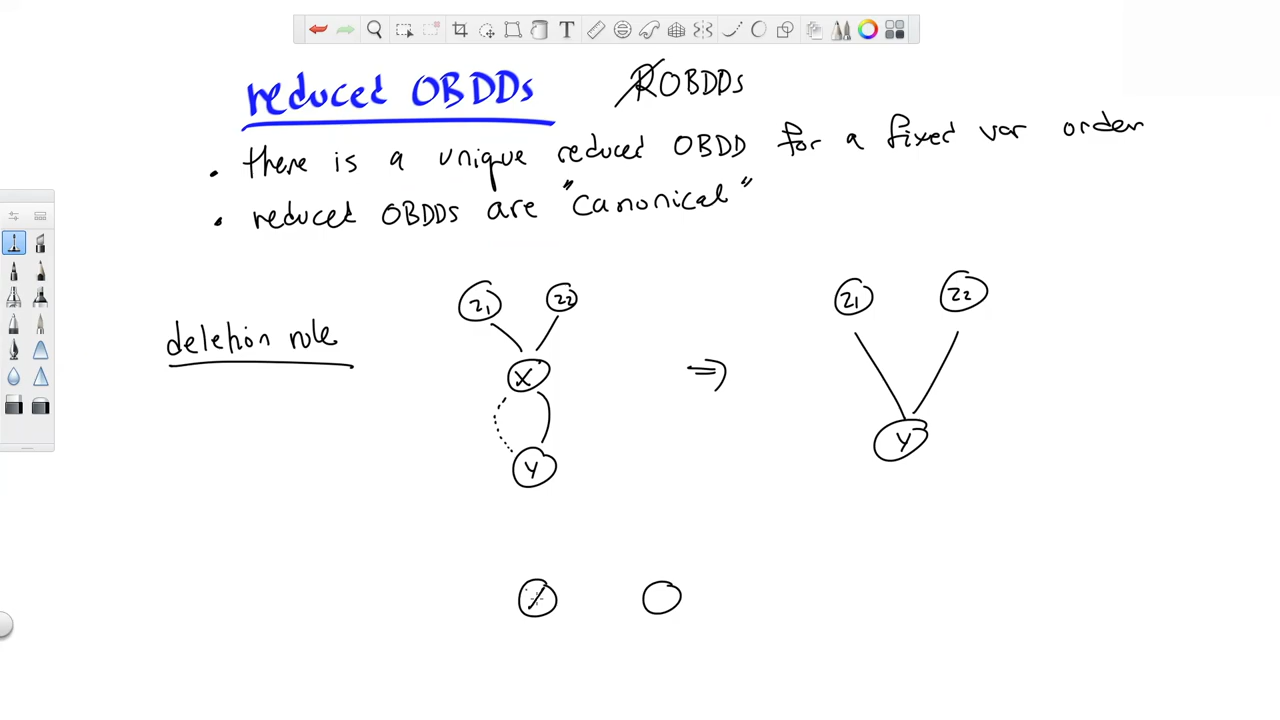 reduced OBDDs ROBDDs
• there is a unique reduced OBDD for a fixed var order
• reduced OBDDs are "canonical"
z1 z2 z1 z2
deletion rule
x ⇒
y y